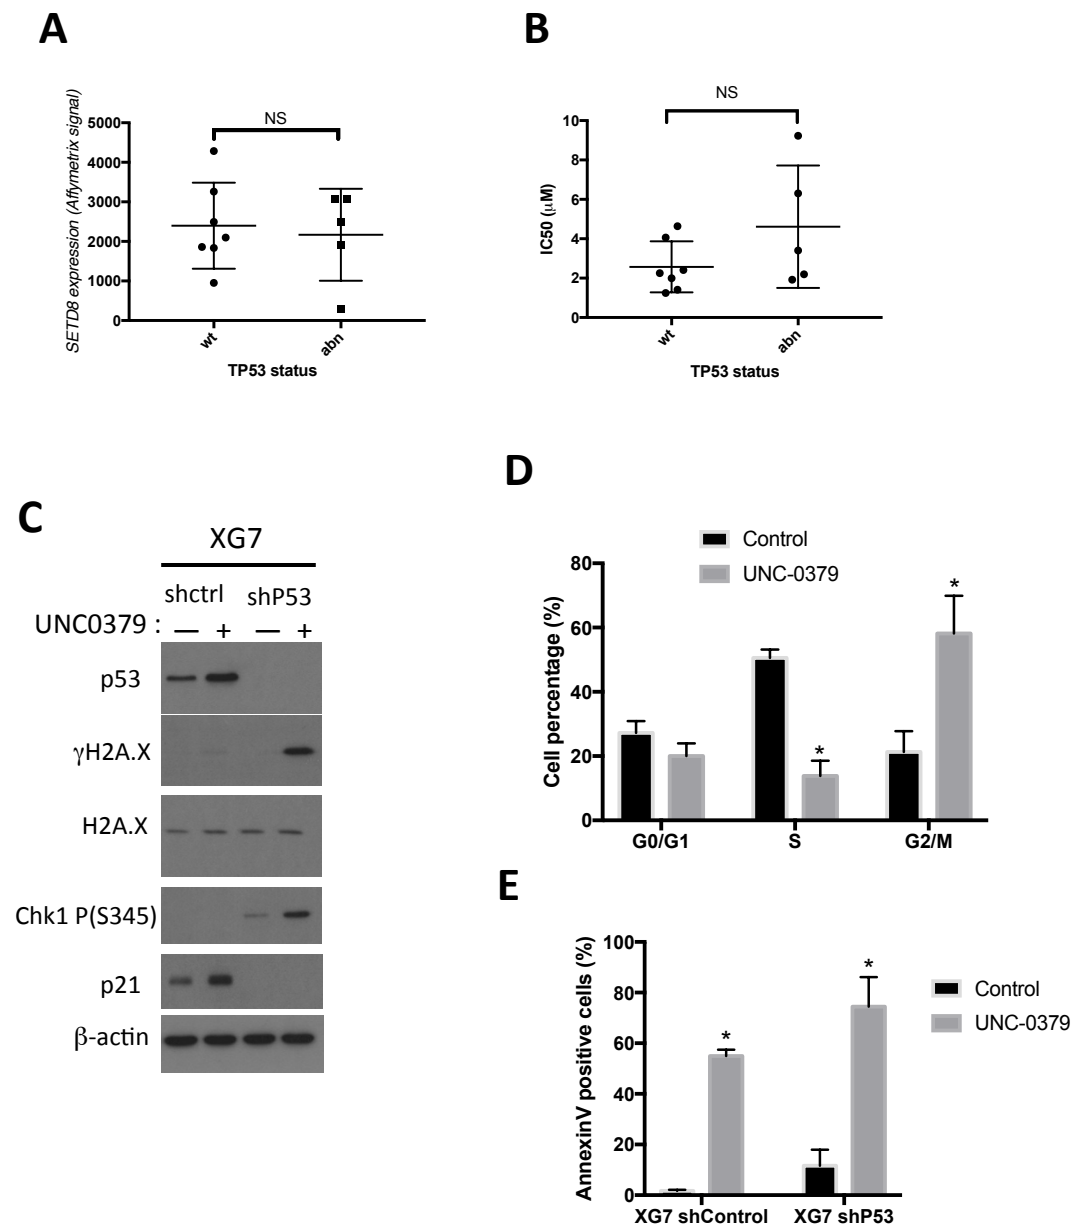 A
SETD8 expression (Affymetrix signal)
5000
4000
3000
2000
1000
0
NS
wt
abn
TP53 status
B
IC50 (μM)
10
8
6
4
2
0
NS
wt
abn
TP53 status
C
XG7
shctrl shP53
UNC0379 : — + — +
p53
γH2A.X
H2A.X
Chk1 P(S345)
p21
β-actin
D
Control
UNC-0379
Cell percentage (%)
80
60
40
20
0
*
*
G0/G1 S G2/M
E
AnnexinV positive cells (%)
100
80
60
40
20
0
*
*
Control
UNC-0379
XG7 shControl XG7 shP53